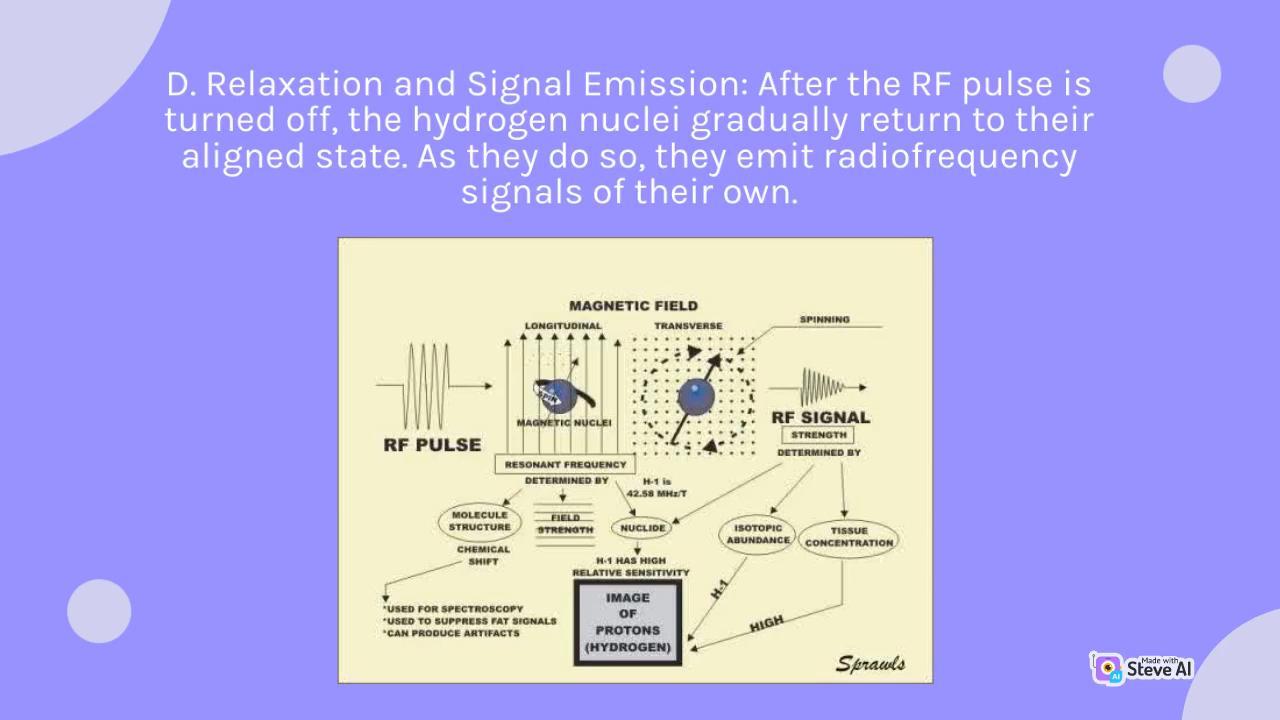 D. Relaxation and Signal Emission: After the RF pulse is
turned off, the hydrogen nuclei gradually return to their
aligned state. As they do so, they emit radiofrequency
signals of their own.
MAGNETIC FIELD
LONGITUDINAL
TRANSVERSE
SPINNING
SPIN
MAGNETIC NUCLEI
RF PULSE
RF SIGNAL
STRENGTH
DETERMINED BY
RESONANT FREQUENCY
DETERMINED BY
H-1 is
42.58 MHz/T
MOLECULE
STRUCTURE
FIELD
STRENGTH
NUCLIDE
ISOTOPIC
ABUNDANCE
TISSUE
CONCENTRATION
CHEMICAL
SHIFT
H-1 HAS HIGH
RELATIVE SENSITIVITY
*USED FOR SPECTROSCOPY
*USED TO SUPPRESS FAT SIGNALS
*CAN PRODUCE ARTIFACTS
IMAGE
OF
PROTONS
(HYDROGEN)
H-1
HIGH
Sprawls
Made with
Steve AI
AI